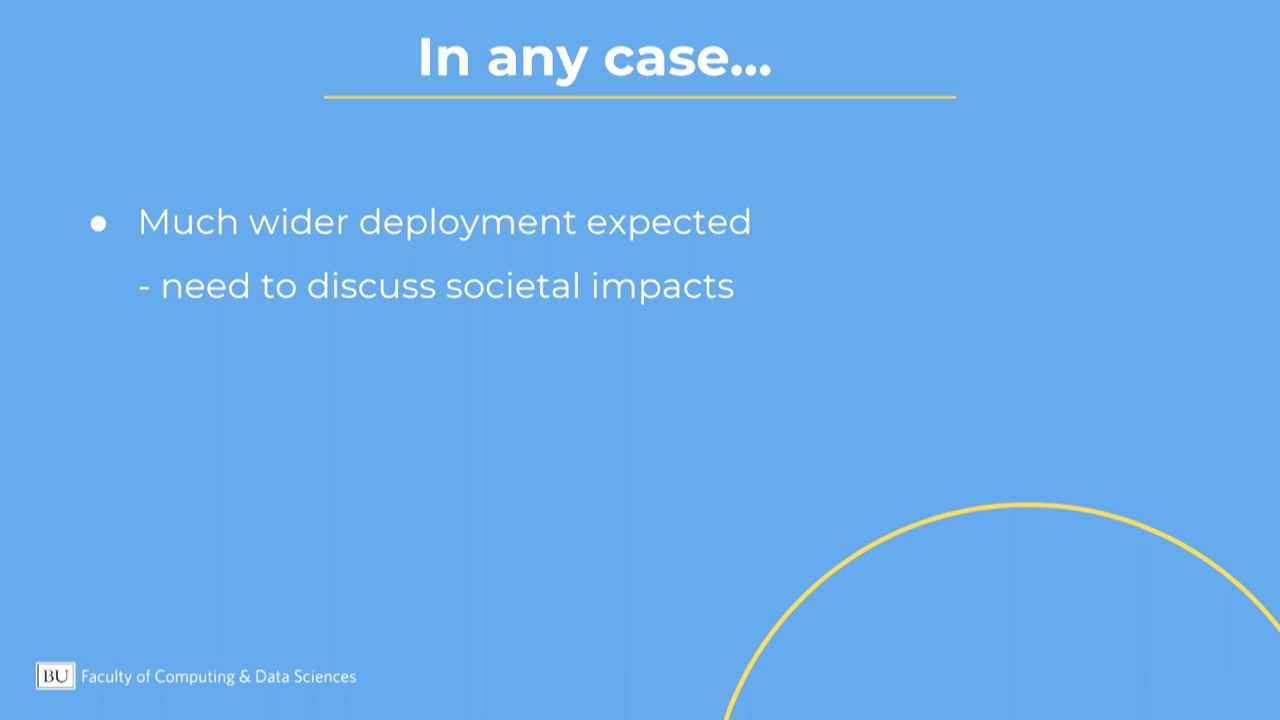 In any case...
● Much wider deployment expected
- need to discuss societal impacts
BU Faculty of Computing & Data Sciences